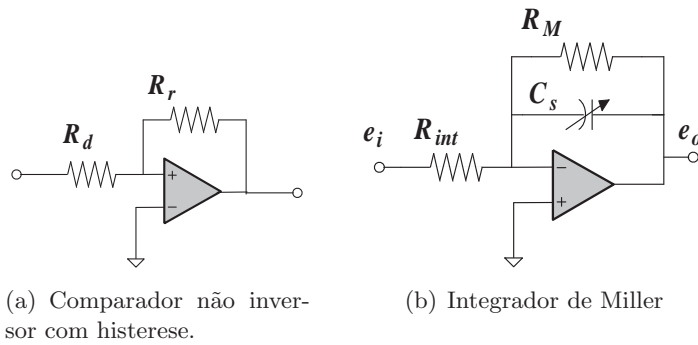 R_M
R_r
C_s
R_d
e_i
R_int
e_o
+
−
−
+
(a) Comparador não inver-
sor com histerese.
(b) Integrador de Miller